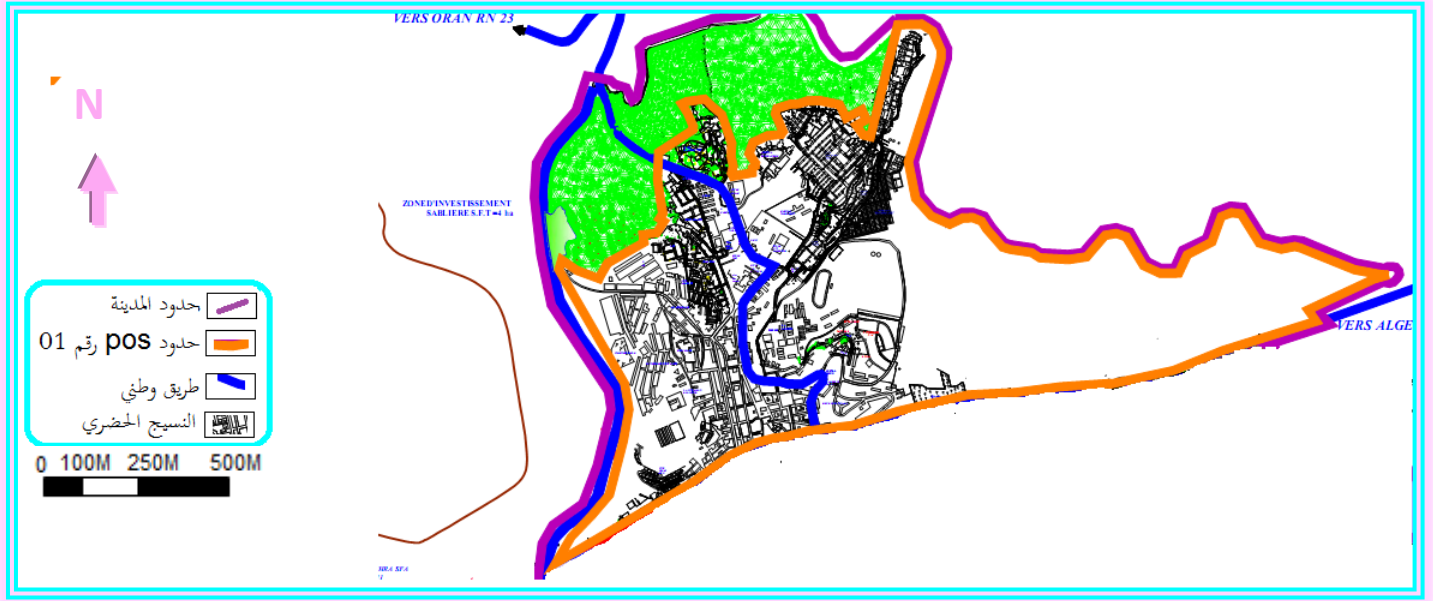 VERS ORAN RN 23
N
ZONE D'INVESTISSEMENT
SABLIERE S.F.T =4 ha
VERS ALGE
حدود المدينة
حدود pos رقم 01
طريق وطني
النسيج الحضري
0 100M 250M 500M